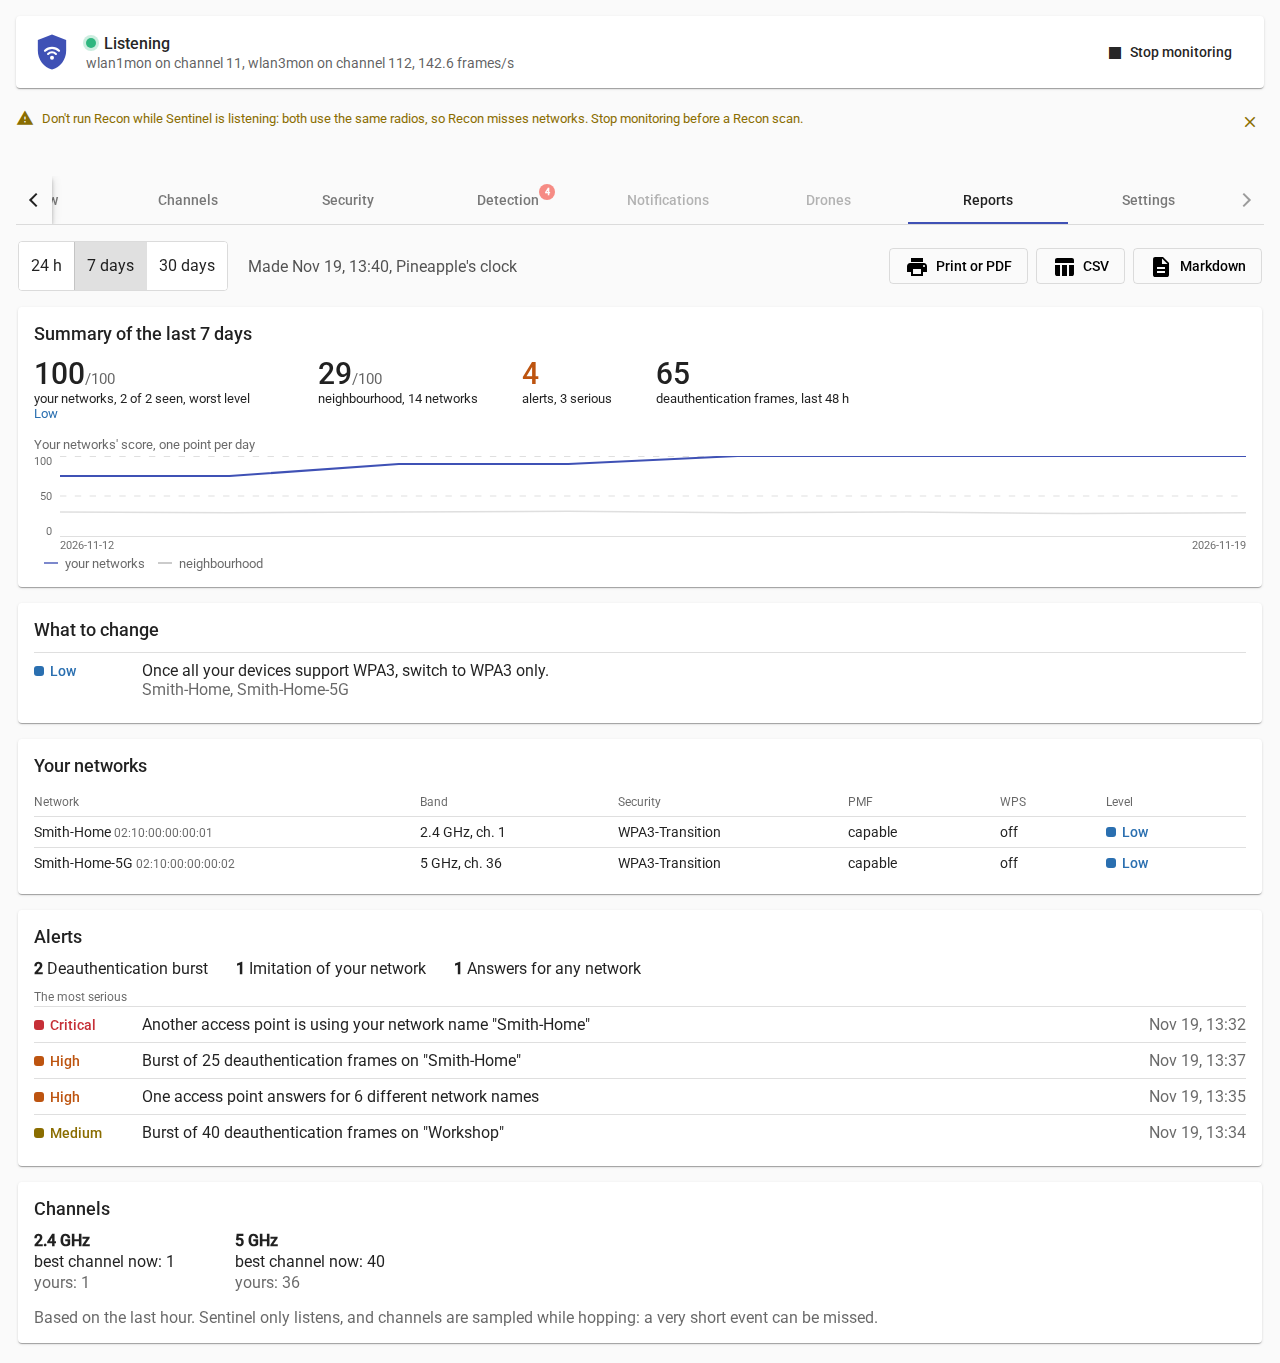 Listening
wlan1mon on channel 11, wlan3mon on channel 112, 142.6 frames/s
Stop monitoring
Don't run Recon while Sentinel is listening: both use the same radios, so Recon misses networks. Stop monitoring before a Recon scan.
Channels
Security
Detection 4
Notifications
Drones
Reports
Settings
24 h
7 days
30 days
Made Nov 19, 13:40, Pineapple's clock
Print or PDF
CSV
Markdown
Summary of the last 7 days
100/100
your networks, 2 of 2 seen, worst level
Low
29/100
neighbourhood, 14 networks
4
alerts, 3 serious
65
deauthentication frames, last 48 h
Your networks' score, one point per day
100
50
0
2026-11-12
2026-11-19
your networks
neighbourhood
What to change
Low
Once all your devices support WPA3, switch to WPA3 only.
Smith-Home, Smith-Home-5G
Your networks
Network Band Security PMF WPS Level
Smith-Home 02:10:00:00:00:01 2.4 GHz, ch. 1 WPA3-Transition capable off Low
Smith-Home-5G 02:10:00:00:00:02 5 GHz, ch. 36 WPA3-Transition capable off Low
Alerts
2 Deauthentication burst 1 Imitation of your network 1 Answers for any network
The most serious
Critical Another access point is using your network name "Smith-Home" Nov 19, 13:32
High Burst of 25 deauthentication frames on "Smith-Home" Nov 19, 13:37
High One access point answers for 6 different network names Nov 19, 13:35
Medium Burst of 40 deauthentication frames on "Workshop" Nov 19, 13:34
Channels
2.4 GHz
best channel now: 1
yours: 1
5 GHz
best channel now: 40
yours: 36
Based on the last hour. Sentinel only listens, and channels are sampled while hopping: a very short event can be missed.